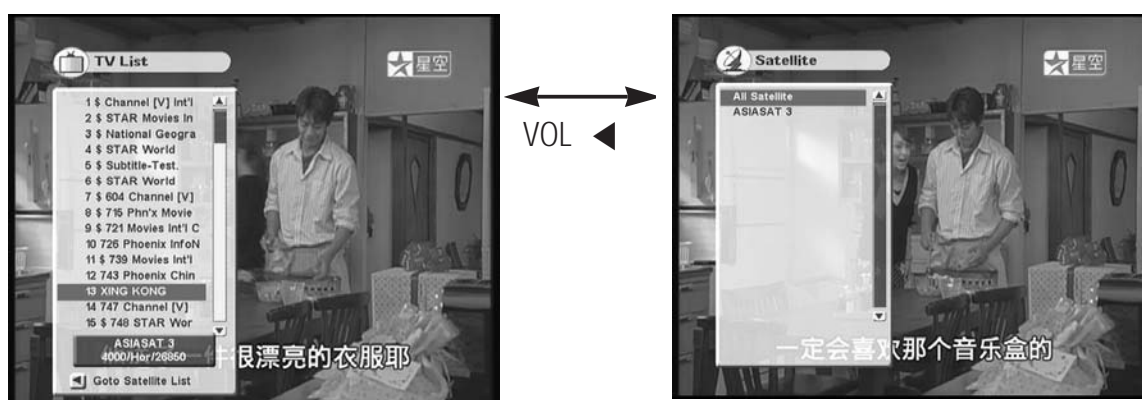 TV List
星空
1 $ Channel [V] Int'l
2 $ STAR Movies In
3 $ National Geogra
4 $ STAR World
5 $ Subtitle-Test.
6 $ STAR World
7 $ 604 Channel [V]
8 $ 715 Phn'x Movie
9 $ 721 Movies Int'l C
10 726 Phoenix InfoN
11 $ 739 Movies Int'l
12 743 Phoenix Chin
13 XING KONG
14 747 Channel [V]
15 $ 748 STAR Wor
ASIASAT 3
4000/Hor/26850
件很漂亮的衣服耶
Goto Satellite List
VOL
Satellite
星空
All Satellite
ASIASAT 3
一定会喜欢那个音乐盒的